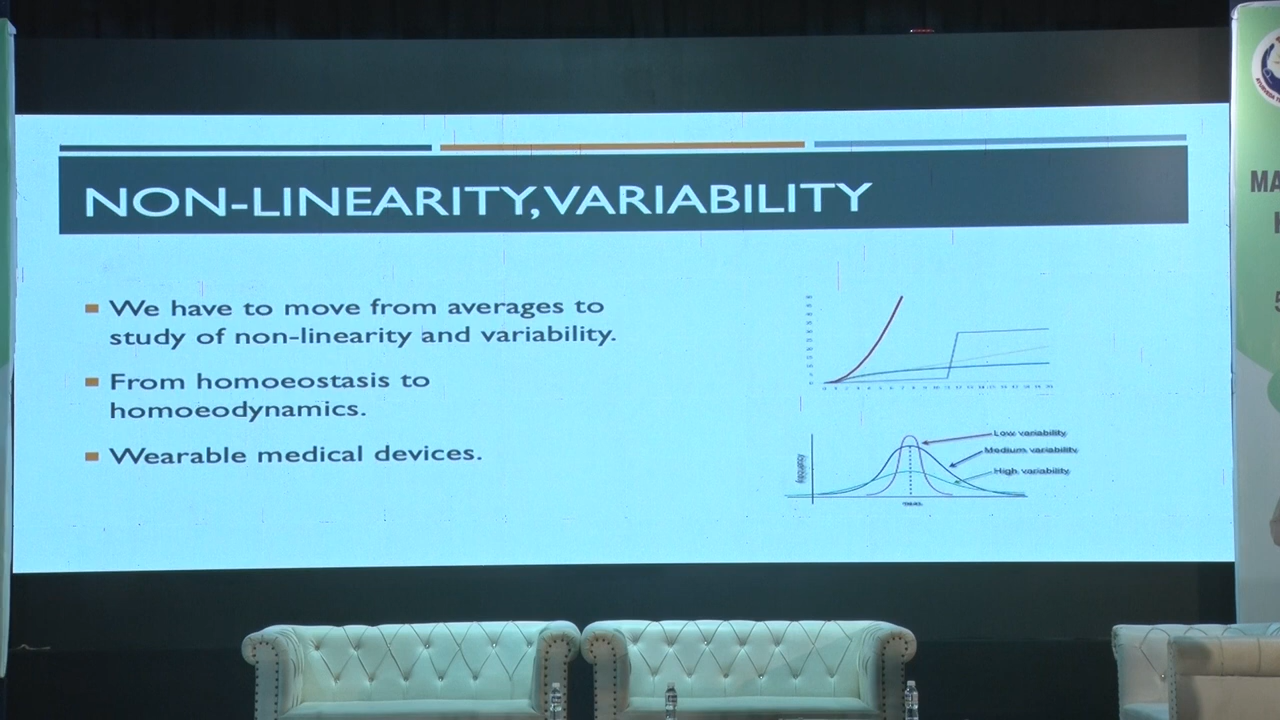 NON-LINEARITY,VARIABILITY
We have to move from averages to
study of non-linearity and variability.
From homoeostasis to
homoeodynamics.
Wearable medical devices.
Low variability
Medium variability
High variability
MA